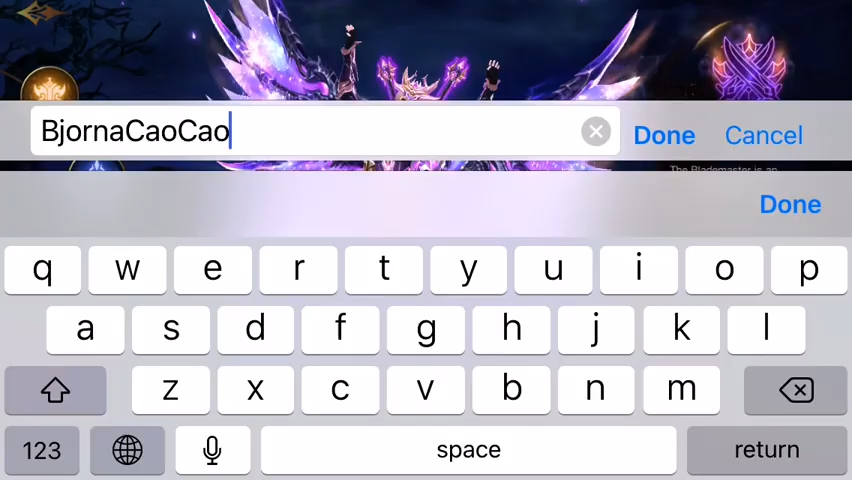 BjornaCaoCao
Done Cancel
The Blademaster is an
Done
q w e r t y u i o p
a s d f g h j k l
z x c v b n m
123 space return